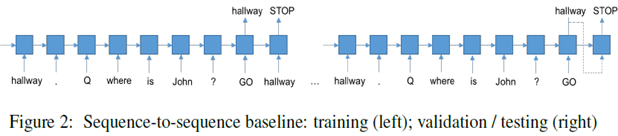 hallway STOP hallway STOP
hallway . Q where is John ? GO hallway ... hallway . Q where is John ? GO
Figure 2: Sequence-to-sequence baseline: training (left); validation / testing (right)